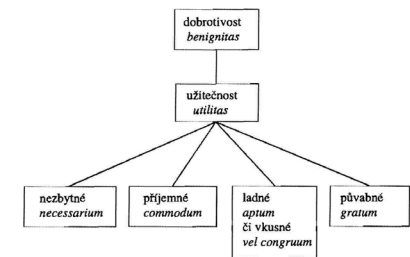 dobrotivost
benignitas
užitečnost
utilitas
nezbytné
necessarium
příjemné
commodum
ladné
aptum
či vkusné
vel congruum
půvabné
gratum